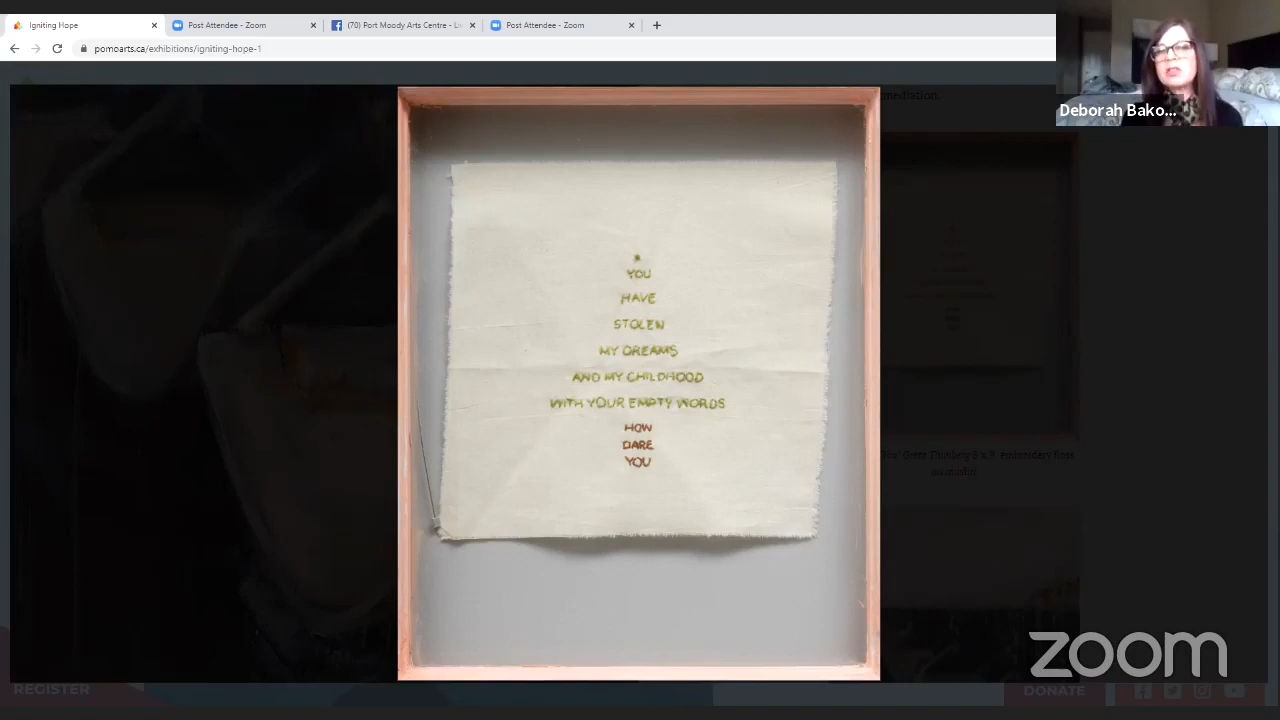 Igniting Hope
Post Attendee - Zoom
(70) Port Moody Arts Centre - Li
Post Attendee - Zoom
pomoarts.ca/exhibitions/igniting-hope-1
Deborah Bako...
mediation.
*
YOU
HAVE
STOLEN
MY DREAMS
AND MY CHILDHOOD
WITH YOUR EMPTY WORDS
HOW
DARE
YOU
zoom
REGISTER
DONATE